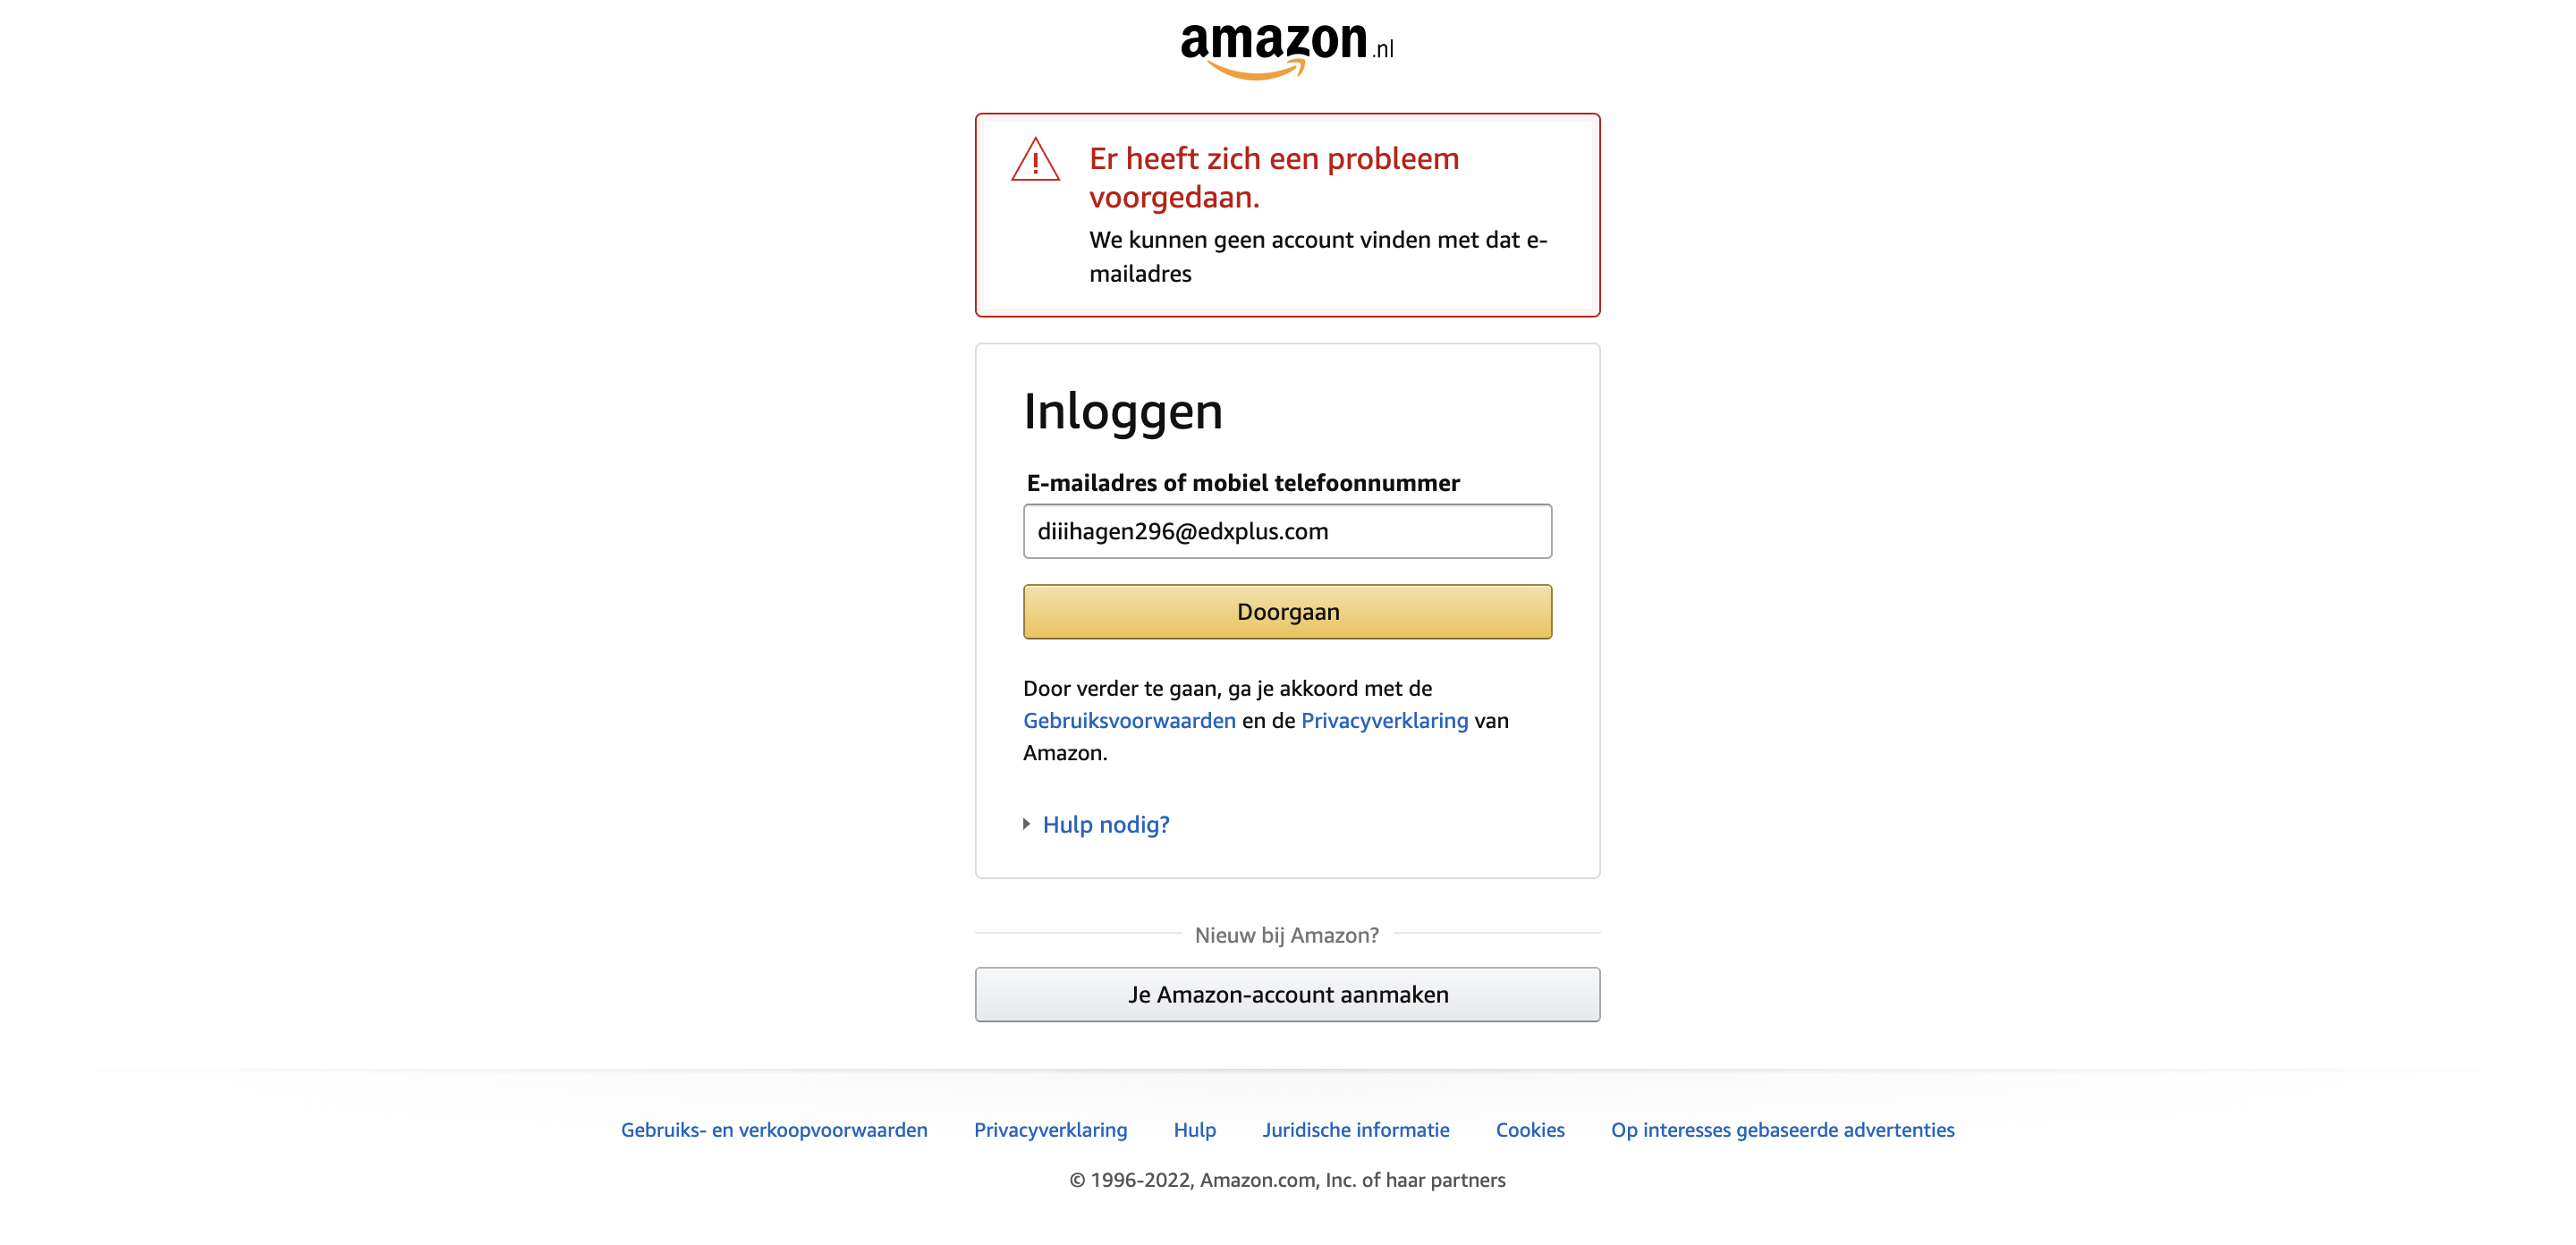 amazon.nl
Er heeft zich een probleem
voorgedaan.
We kunnen geen account vinden met dat e-
mailadres
Inloggen
E-mailadres of mobiel telefoonnummer
diiihagen296@edxplus.com
Doorgaan
Door verder te gaan, ga je akkoord met de
Gebruiksvoorwaarden en de Privacyverklaring van
Amazon.
Hulp nodig?
Nieuw bij Amazon?
Je Amazon-account aanmaken
Gebruiks- en verkoopvoorwaarden Privacyverklaring Hulp Juridische informatie Cookies Op interesses gebaseerde advertenties
© 1996-2022, Amazon.com, Inc. of haar partners